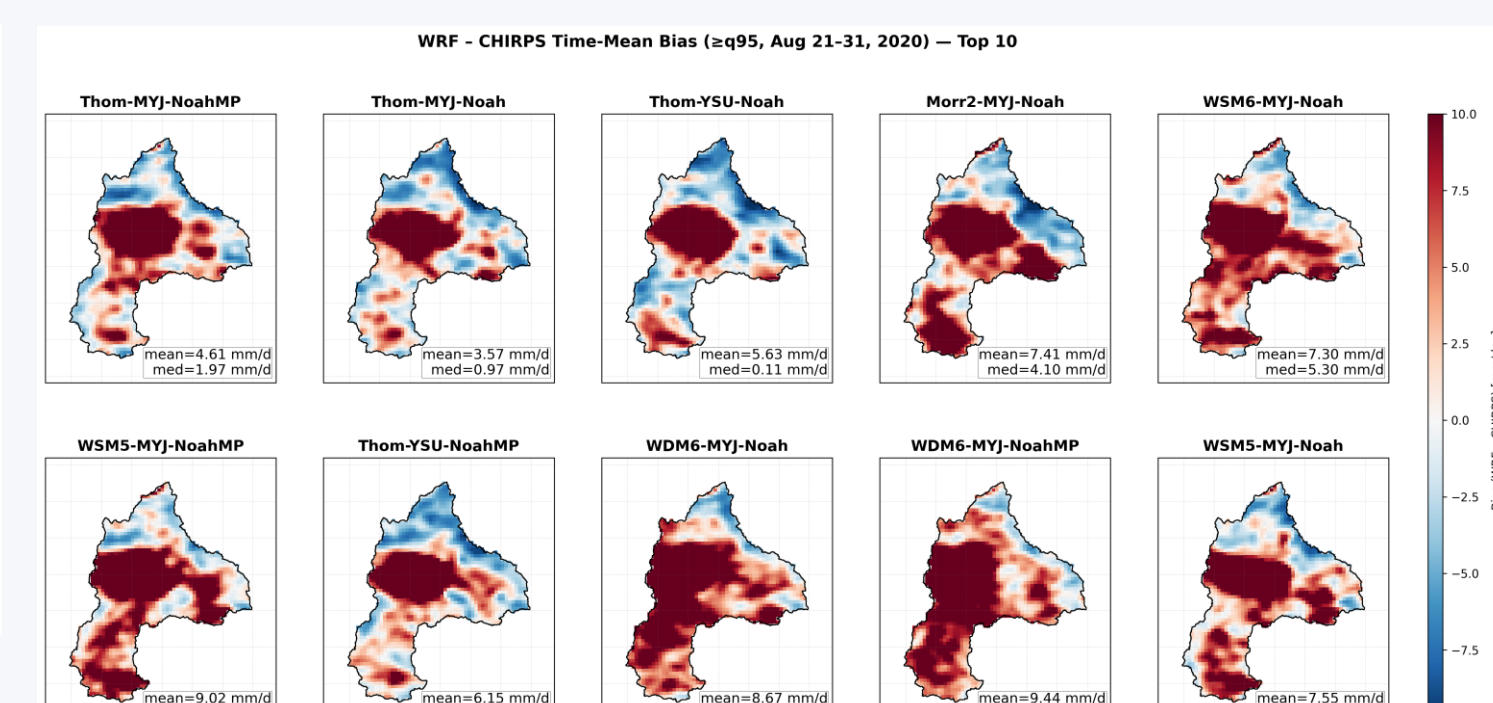 WRF – CHIRPS Time-Mean Bias (≥q95, Aug 21–31, 2020) — Top 10
Thom-MYJ-NoahMP
Thom-MYJ-Noah
Thom-YSU-Noah
Morr2-MYJ-Noah
WSM6-MYJ-Noah
mean=4.61 mm/d
med=1.97 mm/d
mean=3.57 mm/d
med=0.97 mm/d
mean=5.63 mm/d
med=0.11 mm/d
mean=7.41 mm/d
med=4.10 mm/d
mean=7.30 mm/d
med=5.30 mm/d
WSM5-MYJ-NoahMP
Thom-YSU-NoahMP
WDM6-MYJ-Noah
WDM6-MYJ-NoahMP
WSM5-MYJ-Noah
mean=9.02 mm/d
mean=6.15 mm/d
mean=8.67 mm/d
mean=9.44 mm/d
mean=7.55 mm/d
10.0
7.5
5.0
2.5
0.0
−2.5
−5.0
−7.5